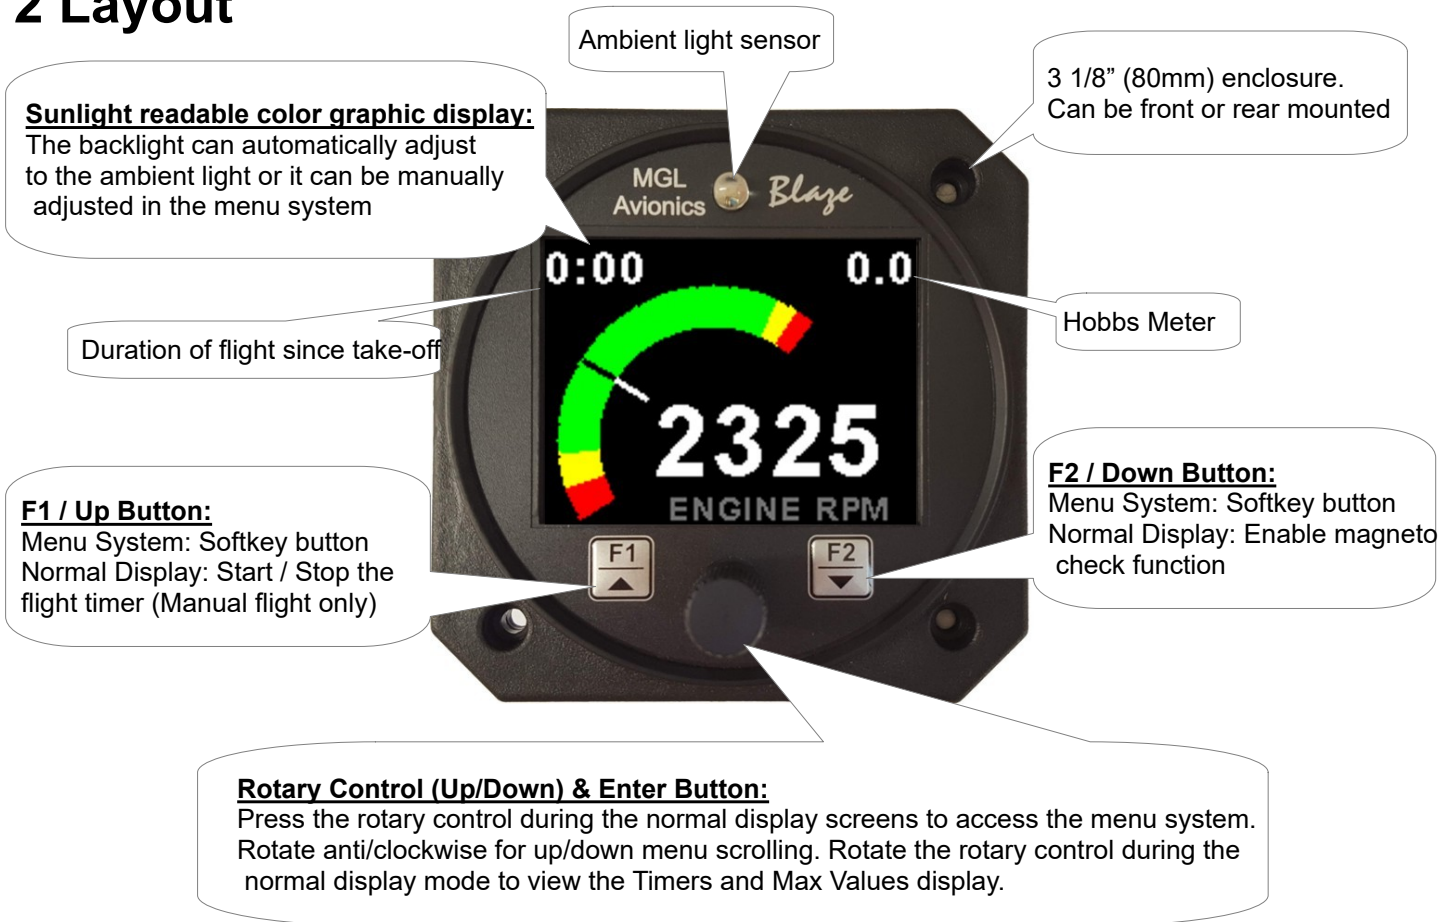 2 Layout
Ambient light sensor
3 1/8” (80mm) enclosure.
Can be front or rear mounted
Sunlight readable color graphic display:
The backlight can automatically adjust
to the ambient light or it can be manually
adjusted in the menu system
MGL
Avionics
Blaze
0:00
0.0
Hobbs Meter
Duration of flight since take-off
2325
ENGINE RPM
F1 / Up Button:
Menu System: Softkey button
Normal Display: Start / Stop the
flight timer (Manual flight only)
F2 / Down Button:
Menu System: Softkey button
Normal Display: Enable magneto
check function
F1
F2
Rotary Control (Up/Down) & Enter Button:
Press the rotary control during the normal display screens to access the menu system.
Rotate anti/clockwise for up/down menu scrolling. Rotate the rotary control during the
normal display mode to view the Timers and Max Values display.